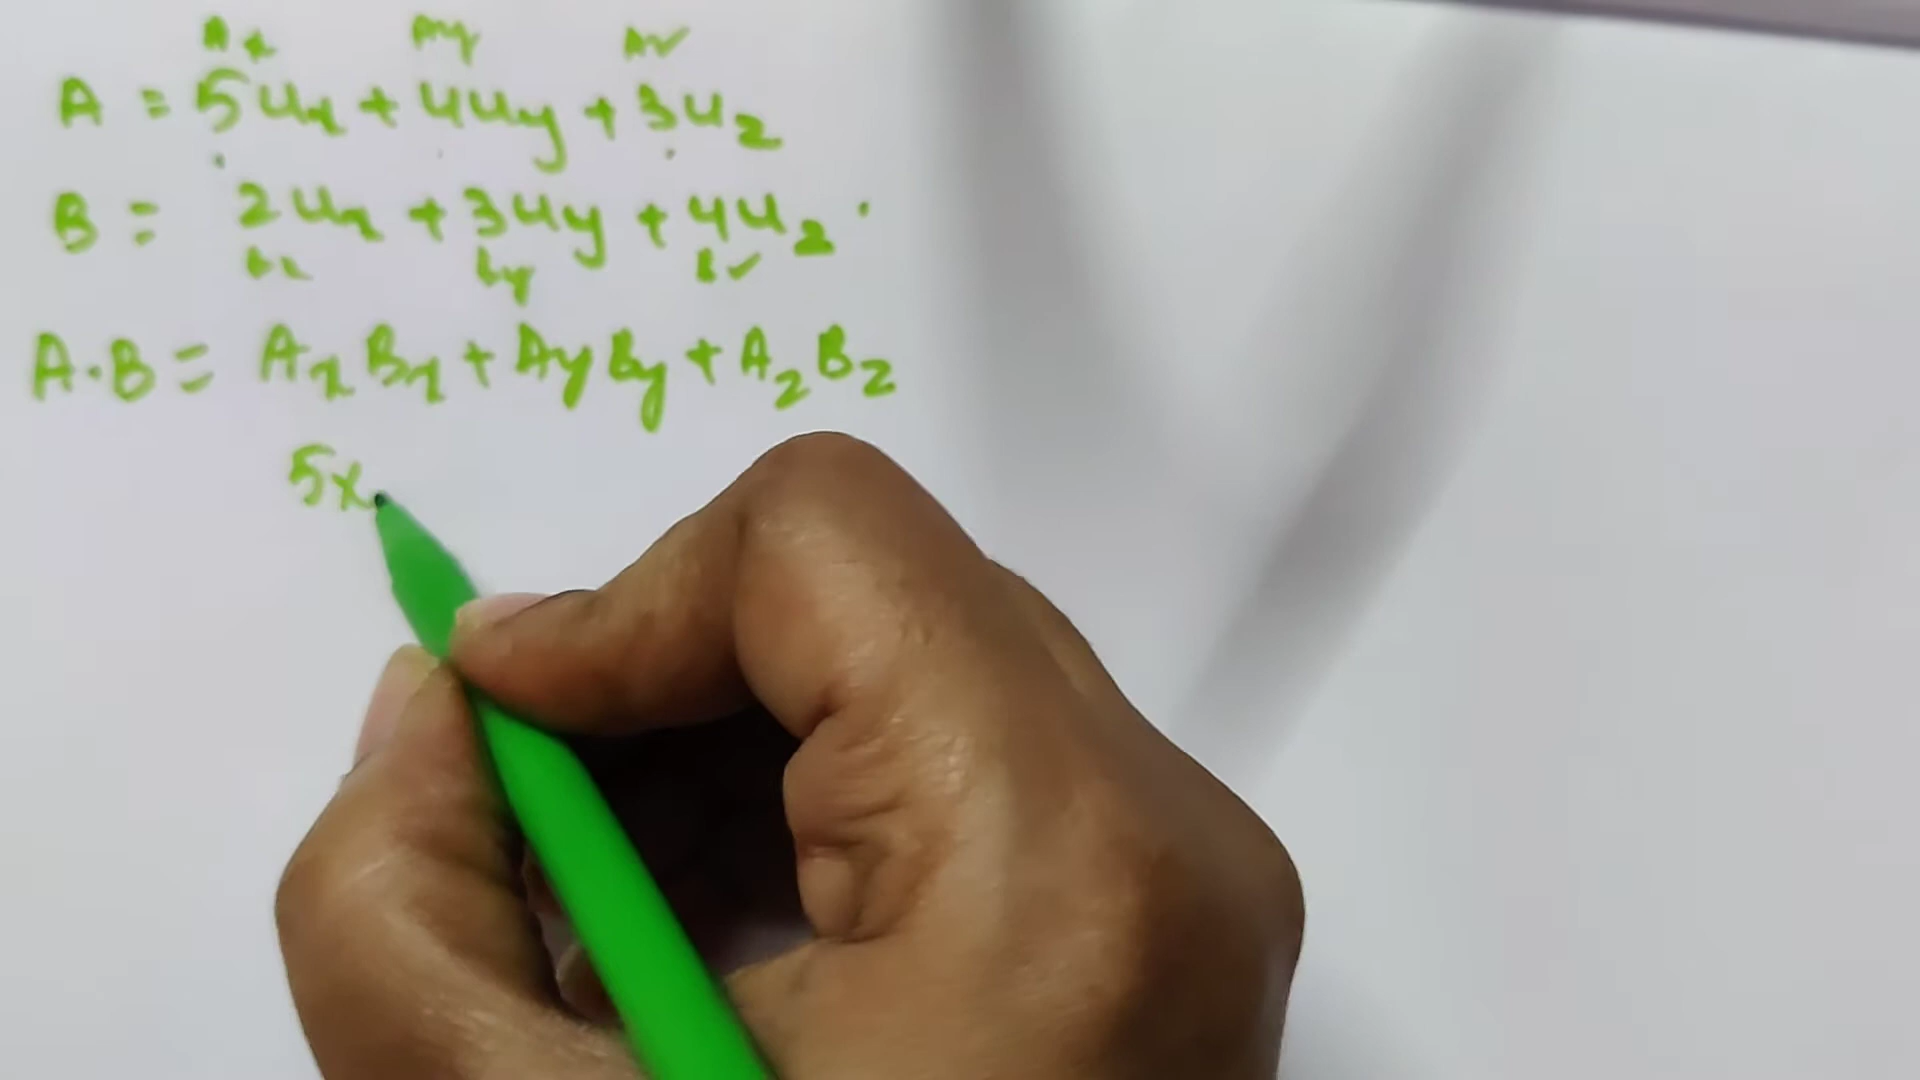 Ax Ay Az
A = 5ux + 4uy + 3uz
B = 2ux + 3uy + 4uz
bx by bz
A·B = AxBx + AyBy + AzBz
5x